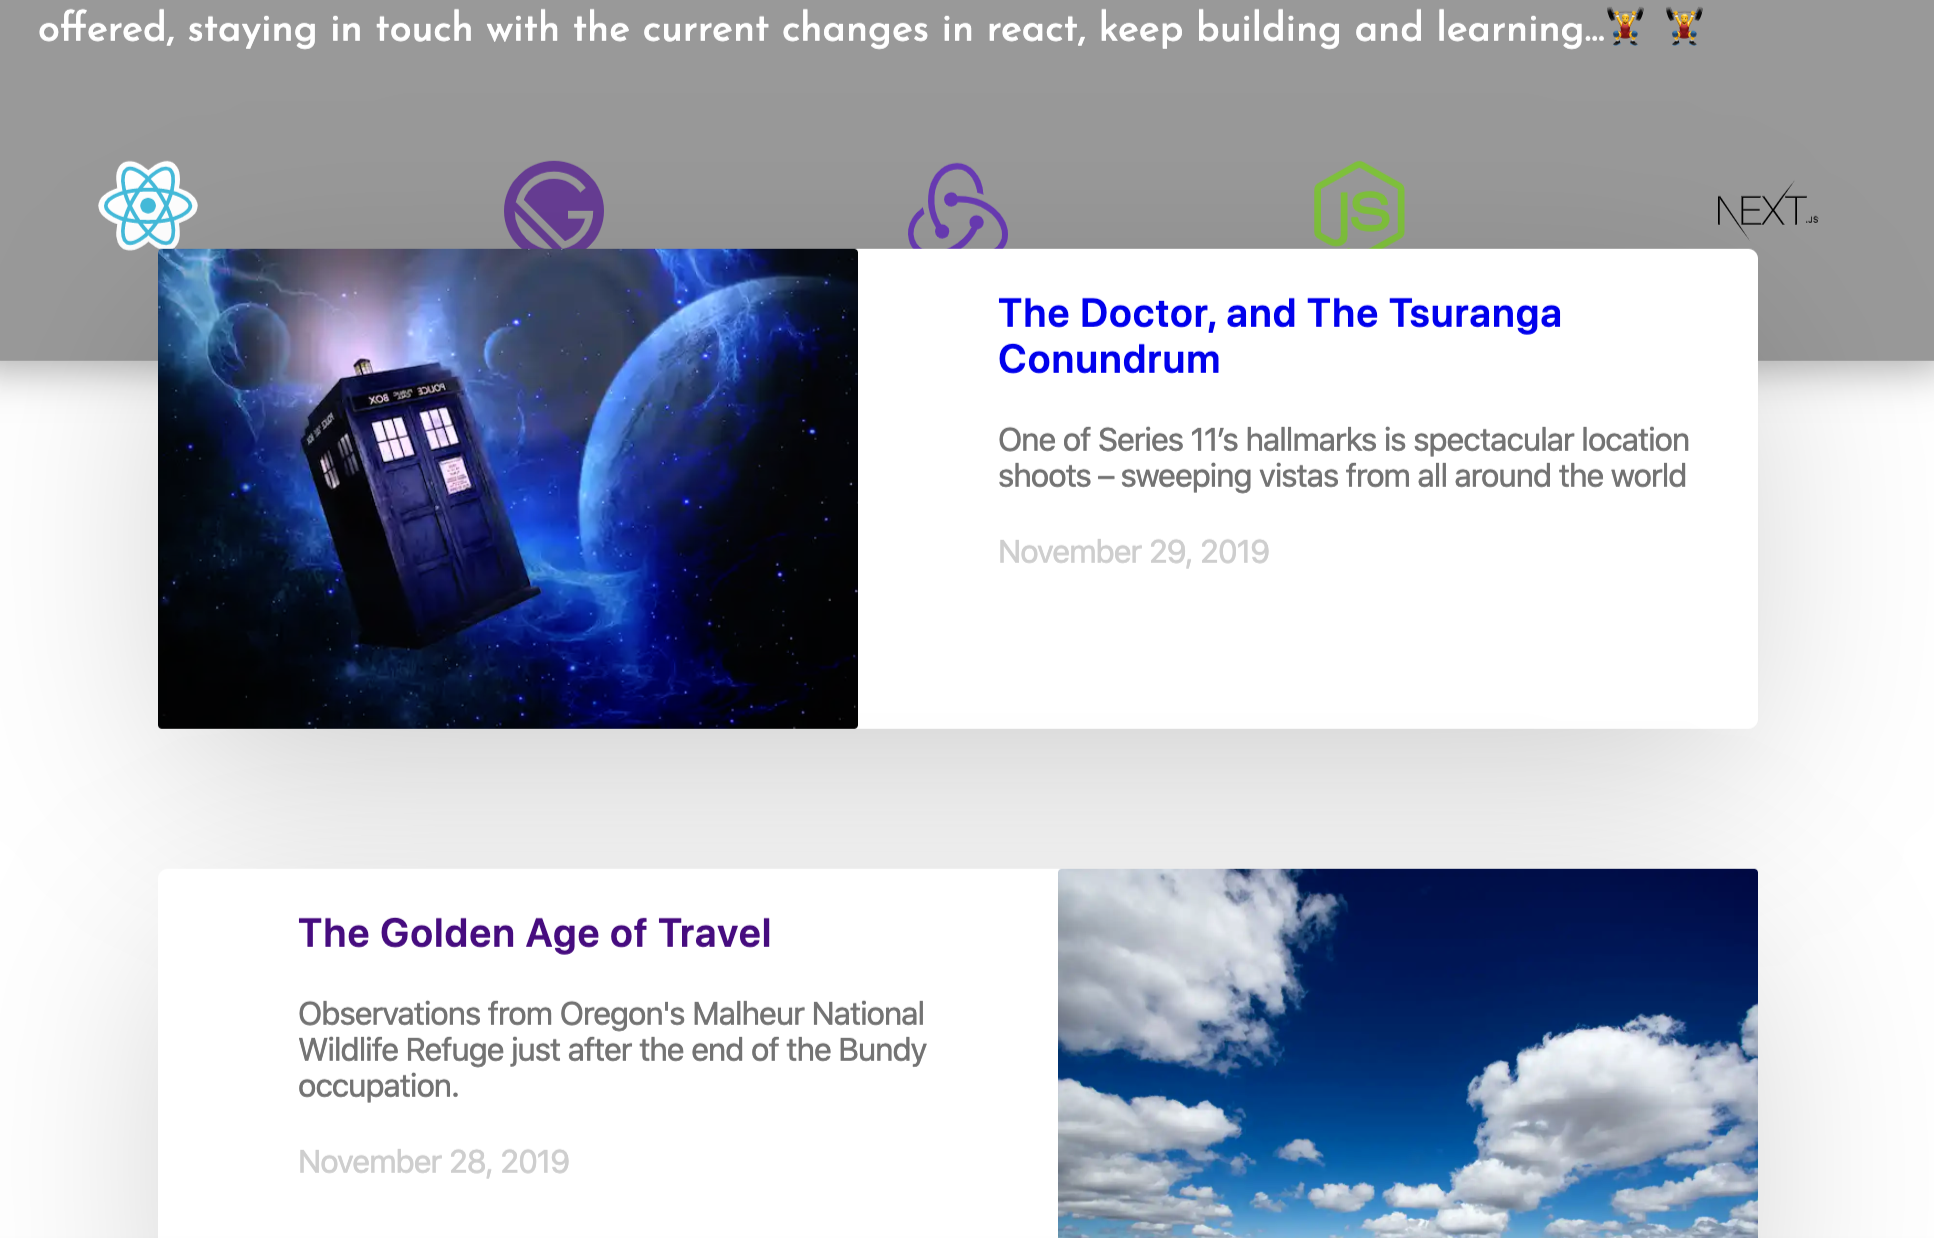 offered, staying in touch with the current changes in react, keep building and learning...🏋️ 🏋️
JS
NEXT.JS
POLICE BOX
The Doctor, and The Tsuranga
Conundrum
One of Series 11’s hallmarks is spectacular location
shoots – sweeping vistas from all around the world
November 29, 2019
The Golden Age of Travel
Observations from Oregon's Malheur National
Wildlife Refuge just after the end of the Bundy
occupation.
November 28, 2019